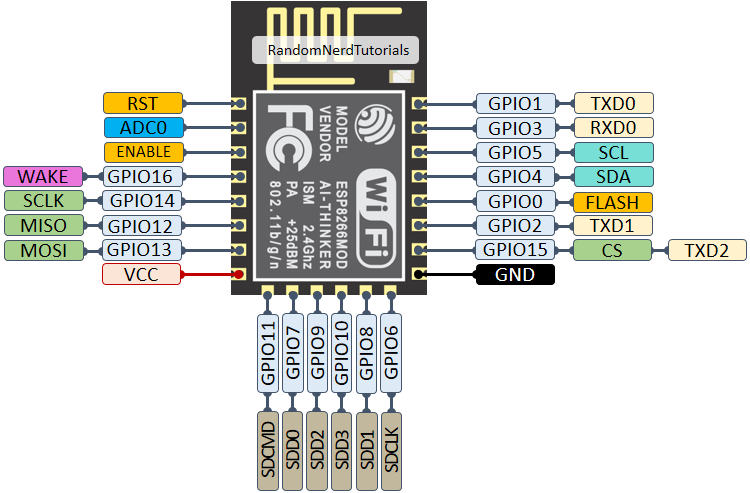 RandomNerdTutorials
RST
ADC0
ENABLE
WAKE GPIO16
SCLK GPIO14
MISO GPIO12
MOSI GPIO13
VCC
MODEL ESP8266MOD
VENDOR AI-THINKER
ISM 2.4Ghz
PA +25dBM
802.11b/g/n
FC
Wi Fi
GPIO1 TXD0
GPIO3 RXD0
GPIO5 SCL
GPIO4 SDA
GPIO0 FLASH
GPIO2 TXD1
GPIO15 CS TXD2
GND
GPIO11 SDCMD
GPIO7 SDD0
GPIO9 SDD2
GPIO10 SDD3
GPIO8 SDD1
GPIO6 SDCLK